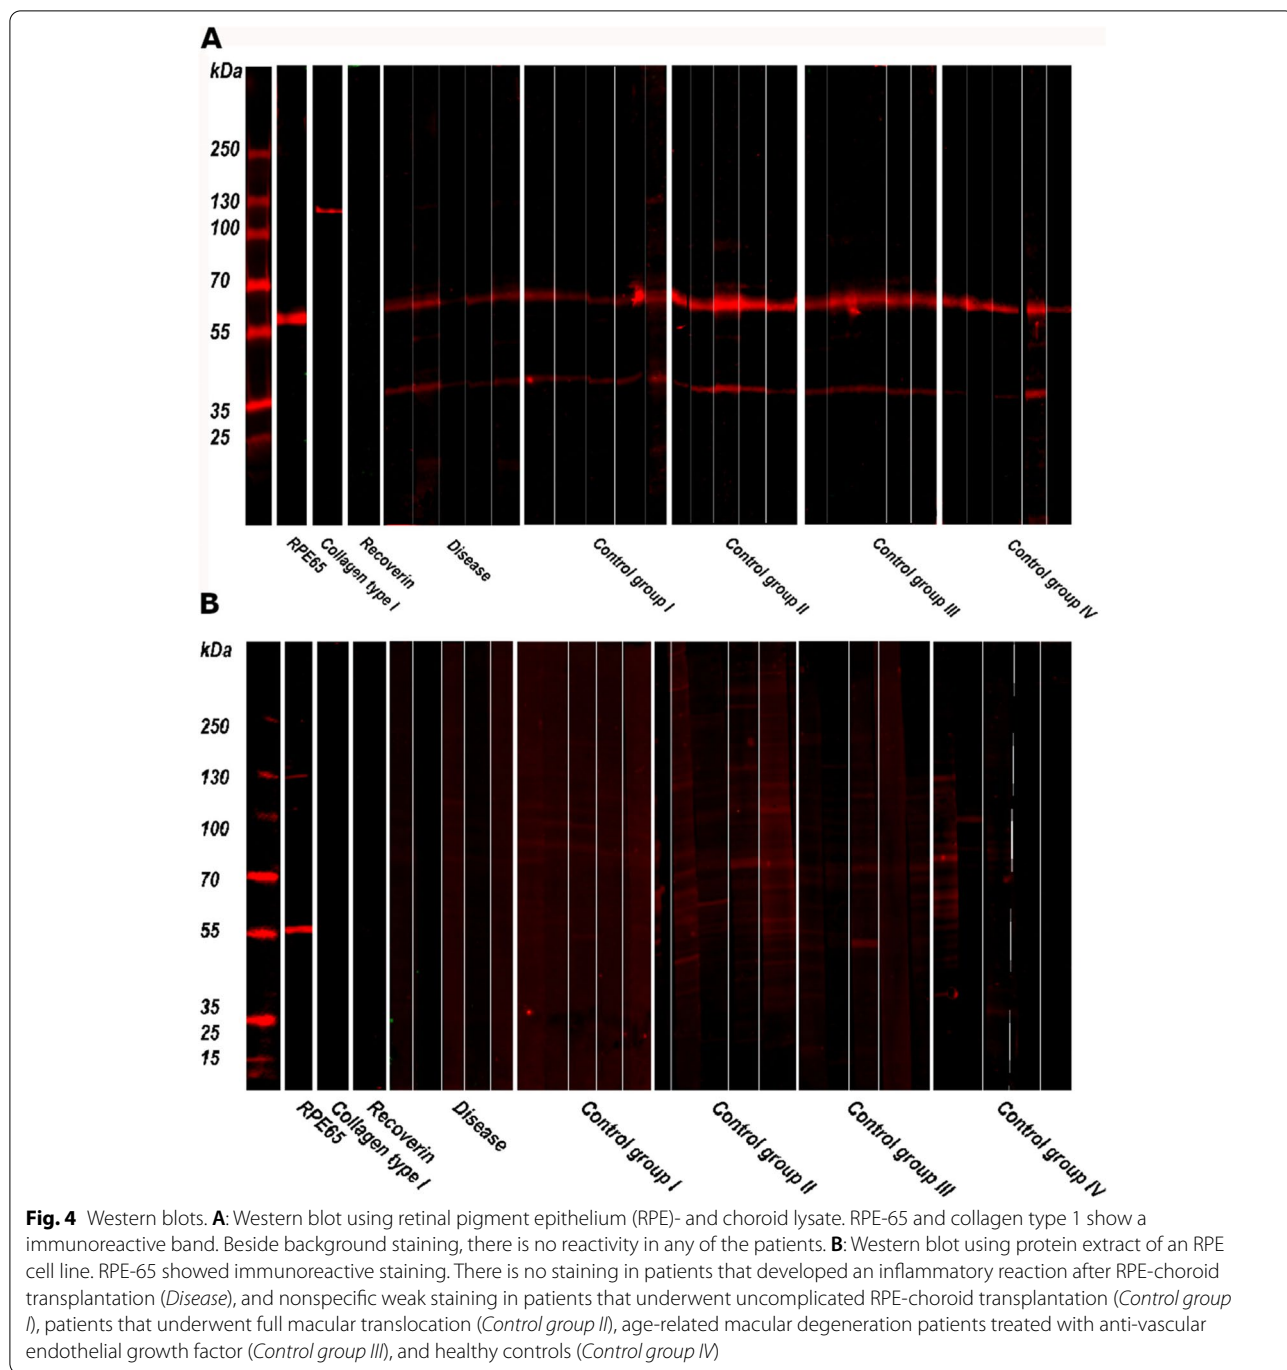 A
kDa
250
130
100
70
55
35
25
RPE65
Collagen type I
Recoverin
Disease
Control group I
Control group II
Control group III
Control group IV
B
kDa
250
130
100
70
55
35
25
15
RPE65
Collagen type I
Recoverin
Disease
Control group I
Control group II
Control group III
Control group IV
Fig. 4 Western blots. A: Western blot using retinal pigment epithelium (RPE)- and choroid lysate. RPE-65 and collagen type 1 show a
immunoreactive band. Beside background staining, there is no reactivity in any of the patients. B: Western blot using protein extract of an RPE
cell line. RPE-65 showed immunoreactive staining. There is no staining in patients that developed an inflammatory reaction after RPE-choroid
transplantation (Disease), and nonspecific weak staining in patients that underwent uncomplicated RPE-choroid transplantation (Control group
I), patients that underwent full macular translocation (Control group II), age-related macular degeneration patients treated with anti-vascular
endothelial growth factor (Control group III), and healthy controls (Control group IV)